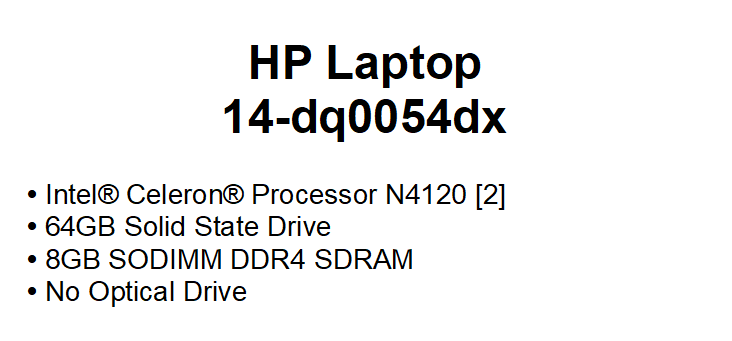 HP Laptop
14-dq0054dx
• Intel® Celeron® Processor N4120 [2]
• 64GB Solid State Drive
• 8GB SODIMM DDR4 SDRAM
• No Optical Drive